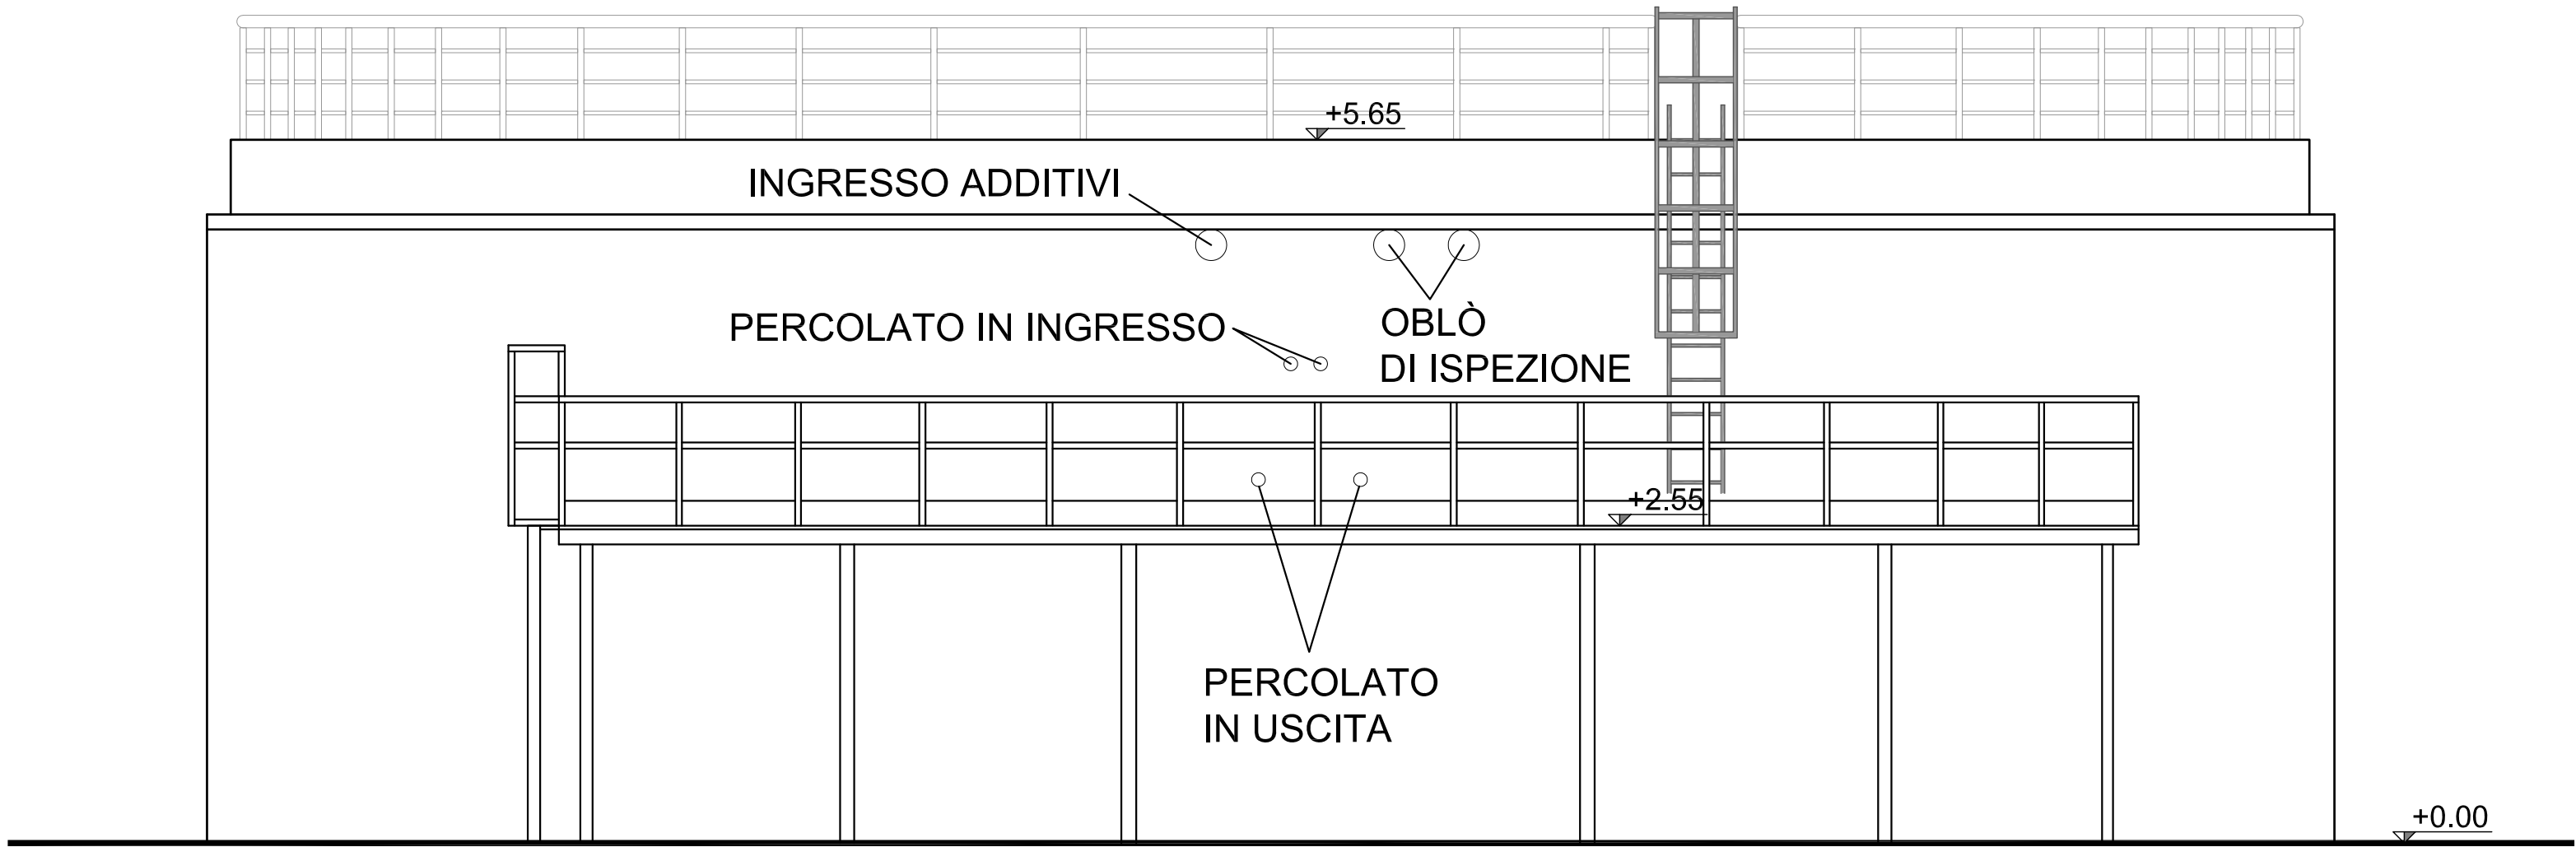 +5.65
INGRESSO ADDITIVI
PERCOLATO IN INGRESSO
OBLÒ
DI ISPEZIONE
+2.55
PERCOLATO
IN USCITA
+0.00